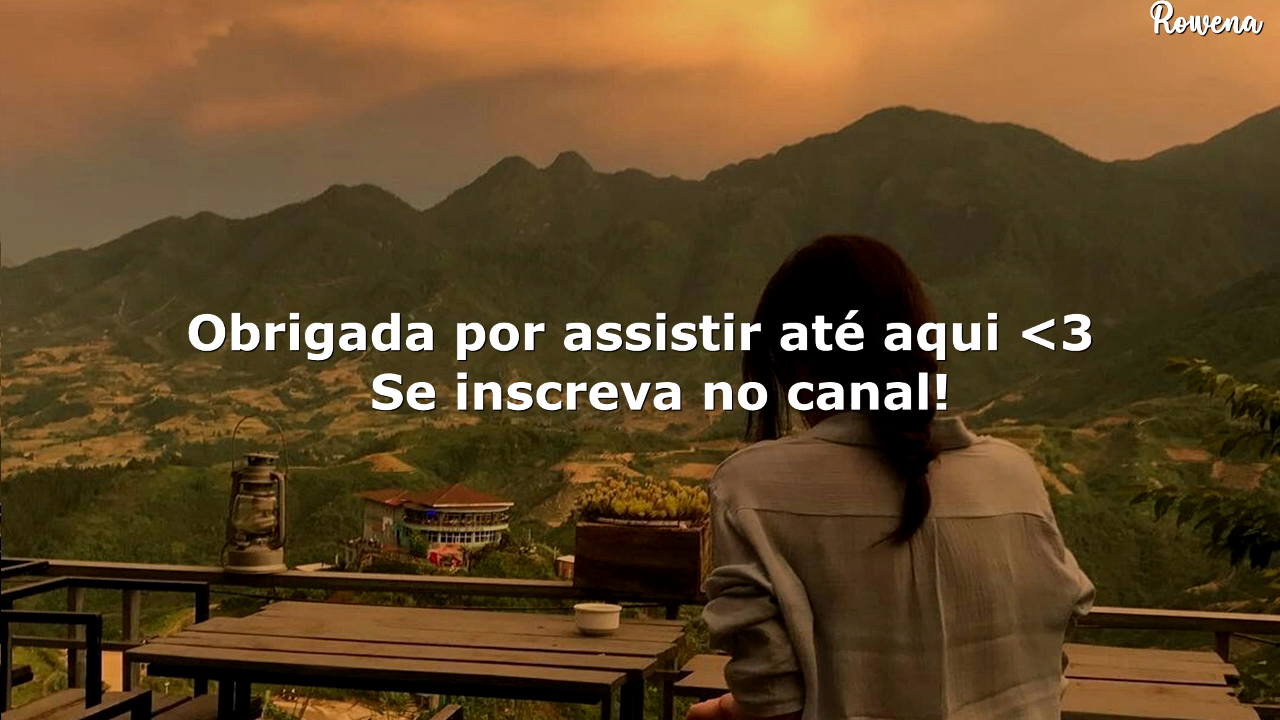 Rowena
Obrigada por assistir até aqui <3
Se inscreva no canal!